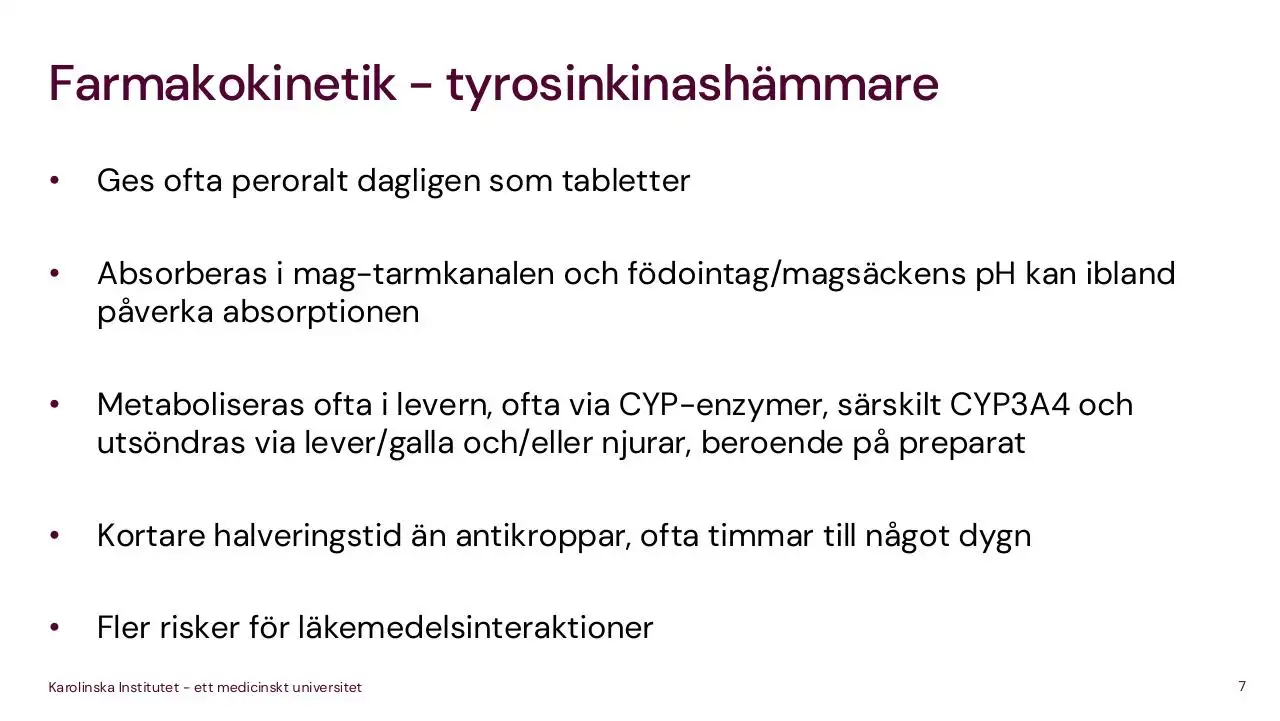 Farmakokinetik - tyrosinkinashämmare
• Ges ofta peroralt dagligen som tabletter
• Absorberas i mag-tarmkanalen och födointag/magsäckens pH kan ibland
påverka absorptionen
• Metaboliseras ofta i levern, ofta via CYP-enzymer, särskilt CYP3A4 och
utsöndras via lever/galla och/eller njurar, beroende på preparat
• Kortare halveringstid än antikroppar, ofta timmar till något dygn
• Fler risker för läkemedelsinteraktioner
Karolinska Institutet - ett medicinskt universitet
7